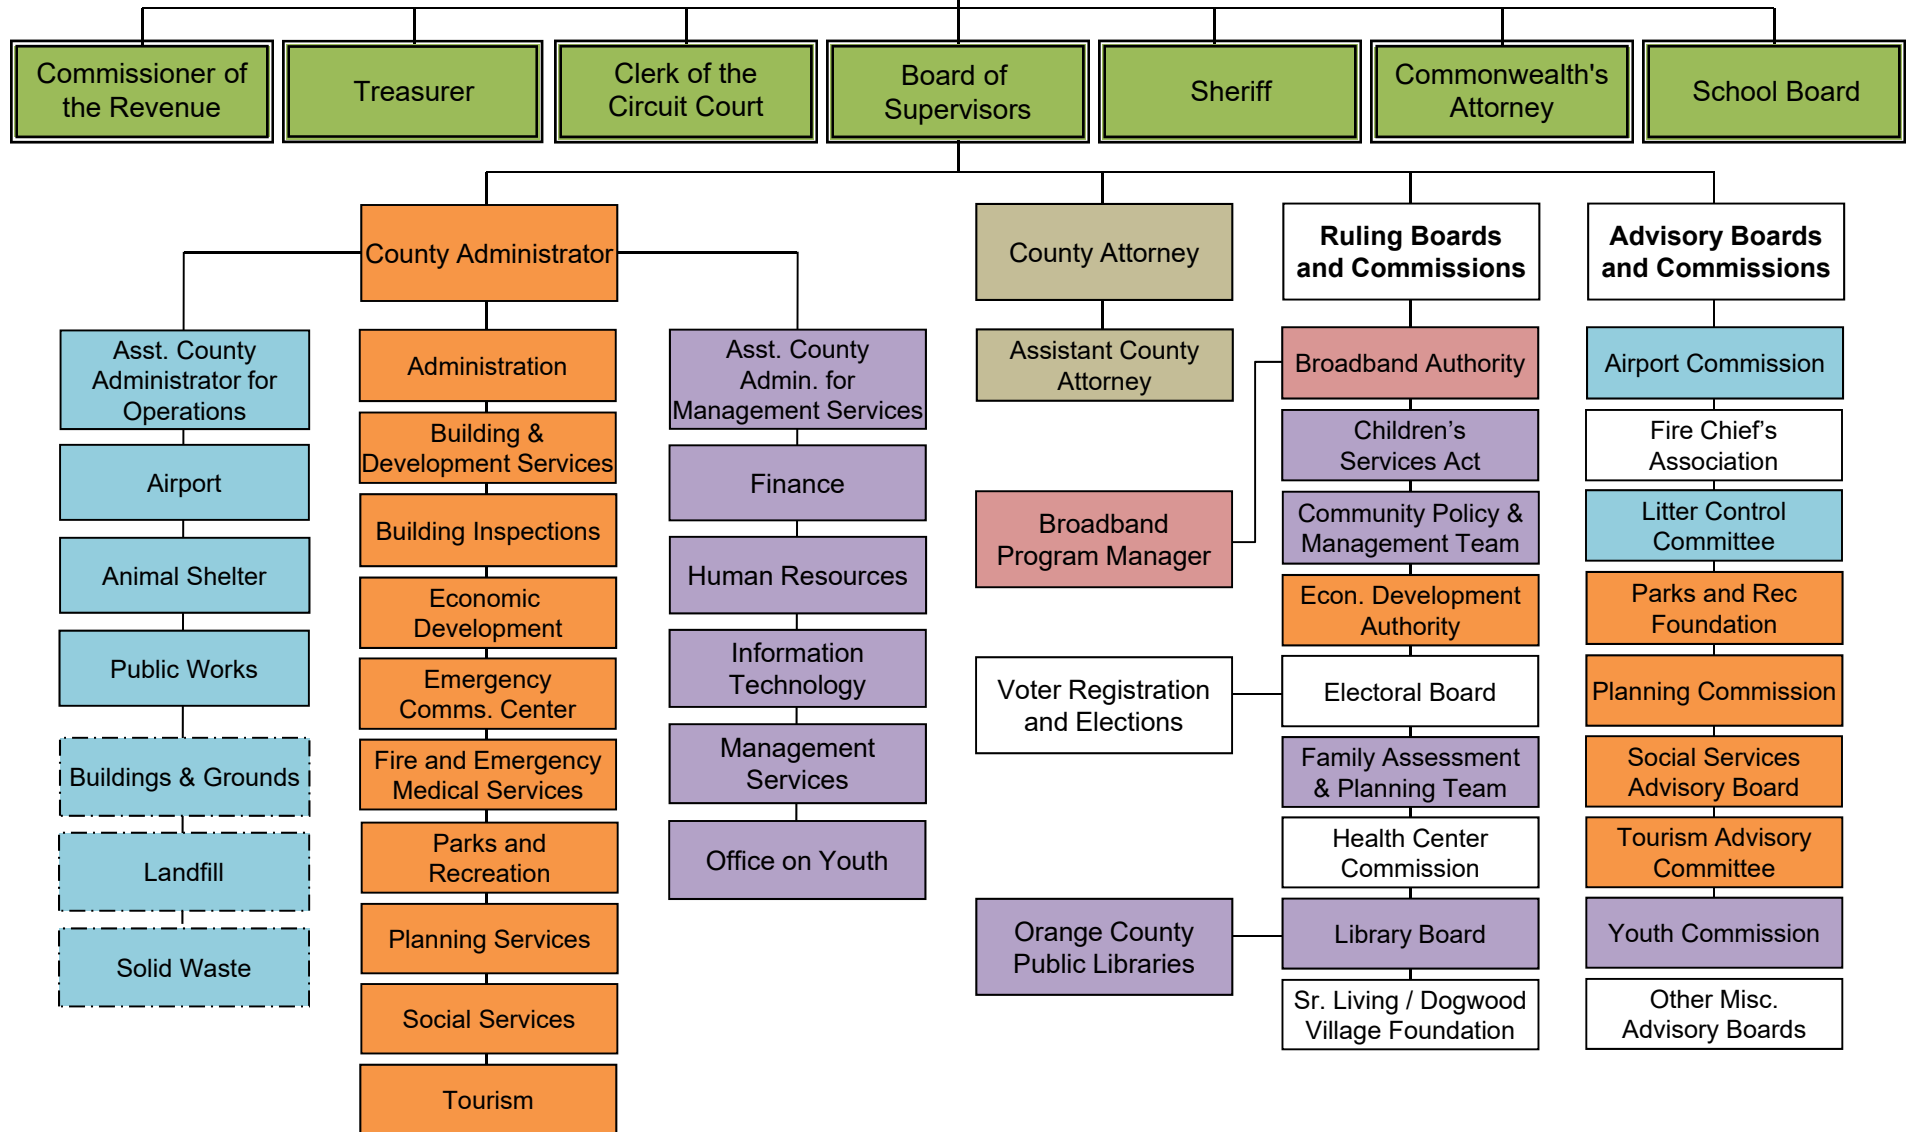 Commissioner of
the Revenue
Treasurer
Clerk of the
Circuit Court
Board of
Supervisors
Sheriff
Commonwealth's
Attorney
School Board
County Administrator
County Attorney
Ruling Boards
and Commissions
Advisory Boards
and Commissions
Asst. County
Administrator for
Operations
Airport
Animal Shelter
Public Works
Buildings & Grounds
Landfill
Solid Waste
Administration
Building &
Development Services
Building Inspections
Economic
Development
Emergency
Comms. Center
Fire and Emergency
Medical Services
Parks and
Recreation
Planning Services
Social Services
Tourism
Asst. County
Admin. for
Management Services
Finance
Human Resources
Information
Technology
Management
Services
Office on Youth
Assistant County
Attorney
Broadband
Program Manager
Voter Registration
and Elections
Orange County
Public Libraries
Broadband Authority
Children’s
Services Act
Community Policy &
Management Team
Econ. Development
Authority
Electoral Board
Family Assessment
& Planning Team
Health Center
Commission
Library Board
Sr. Living / Dogwood
Village Foundation
Airport Commission
Fire Chief’s
Association
Litter Control
Committee
Parks and Rec
Foundation
Planning Commission
Social Services
Advisory Board
Tourism Advisory
Committee
Youth Commission
Other Misc.
Advisory Boards